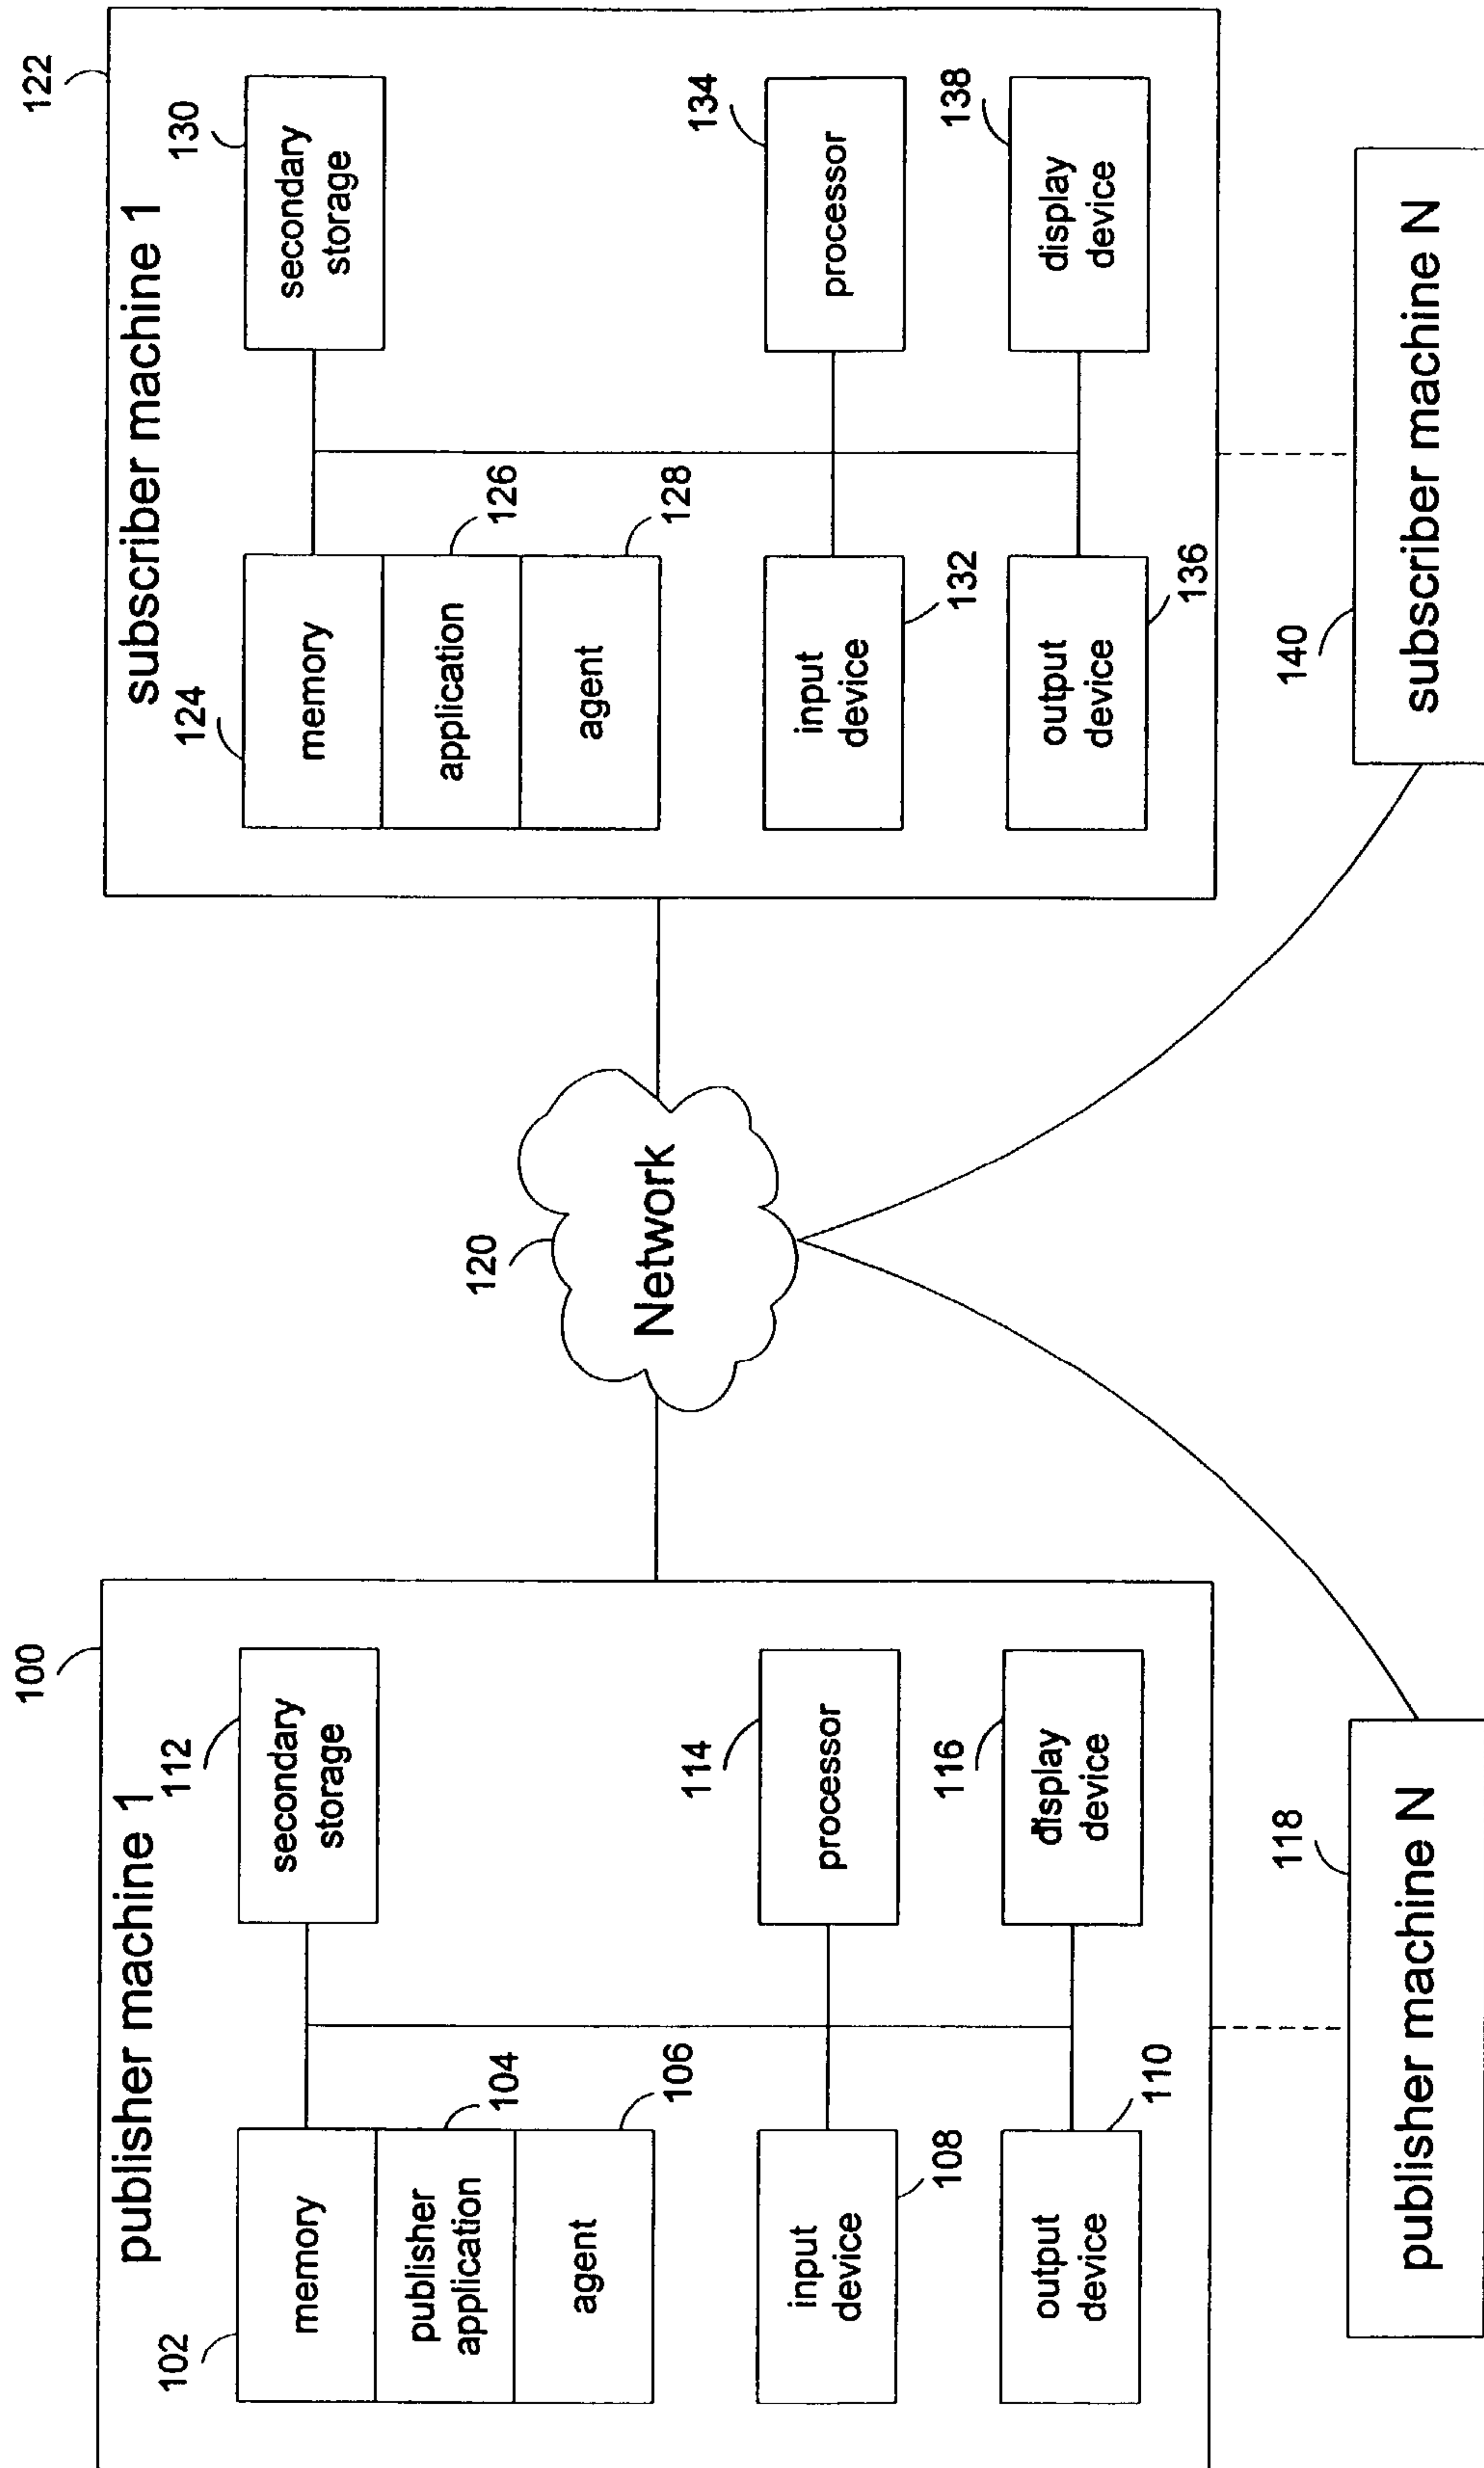 publisher machine 1
100
102
memory
publisher
application
104
agent
106
secondary
storage
112
input
device
108
processor
114
output
device
110
display
device
116
publisher machine N
118
Network
120
subscriber machine 1
122
124
memory
application
126
agent
128
secondary
storage
130
input
device
132
processor
134
output
device
136
display
device
138
subscriber machine N
140